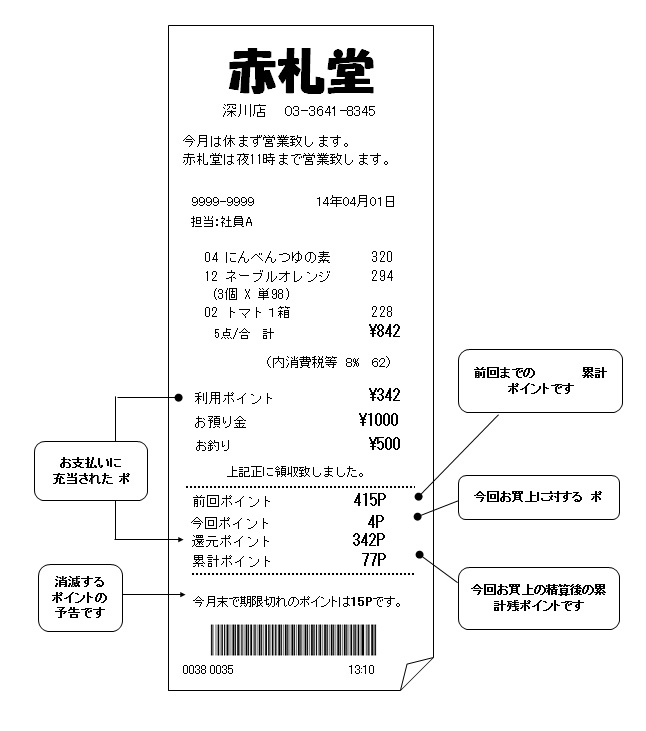 赤札堂
深川店 03-3641-8345
今月は休まず営業致します。
赤札堂は夜11時まで営業致します。
9999-9999 14年04月01日
担当:社員A
04 にんべんつゆの素 320
12 ネーブルオレンジ 294
(3個 X 単98)
02 トマト1箱 228
5点/合 計 ¥842
(内消費税等 8% 62)
利用ポイント ¥342
お預り金 ¥1000
お釣り ¥500
上記正に領収致しました。
前回ポイント 415P
今回ポイント 4P
還元ポイント 342P
累計ポイント 77P
今月末で期限切れのポイントは15Pです。
0038 0035 13:10
お支払いに
充当された ポ
消滅する
ポイントの
予告です
前回までの 累計
ポイントです
今回お買上に対する ポ
今回お買上の精算後の累
計残ポイントです